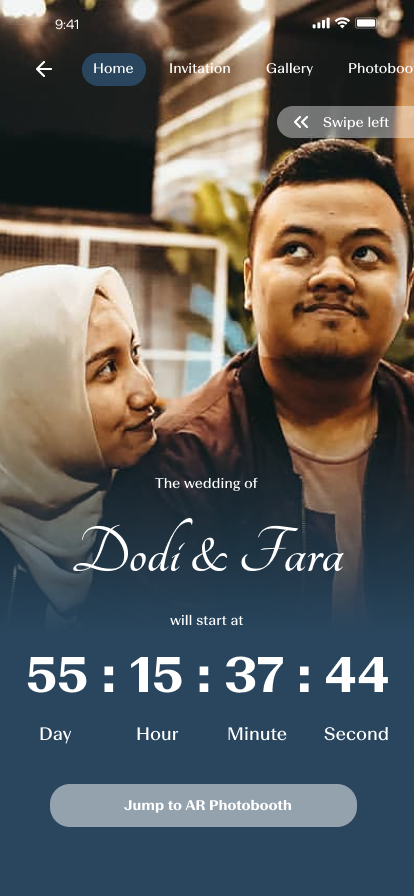 9:41
Home Invitation Gallery
Swipe left
The wedding of
Dodi & Fara
will start at
55 : 15 : 37 : 44
Day Hour Minute Second
Jump to AR Photobooth